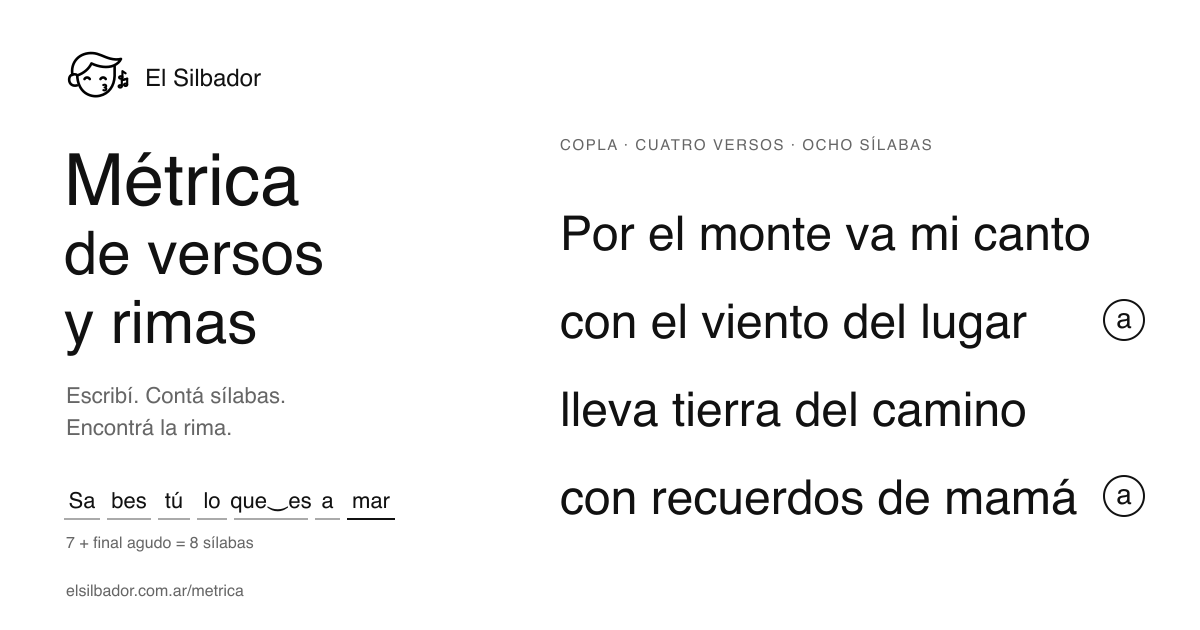 El Silbador
Métrica
de versos
y rimas
Escribí. Contá sílabas.
Encontrá la rima.
Sa bes tú lo que‿es a mar
7 + final agudo = 8 sílabas
elsilbador.com.ar/metrica
COPLA · CUATRO VERSOS · OCHO SÍLABAS
Por el monte va mi canto
con el viento del lugar a
lleva tierra del camino
con recuerdos de mamá a